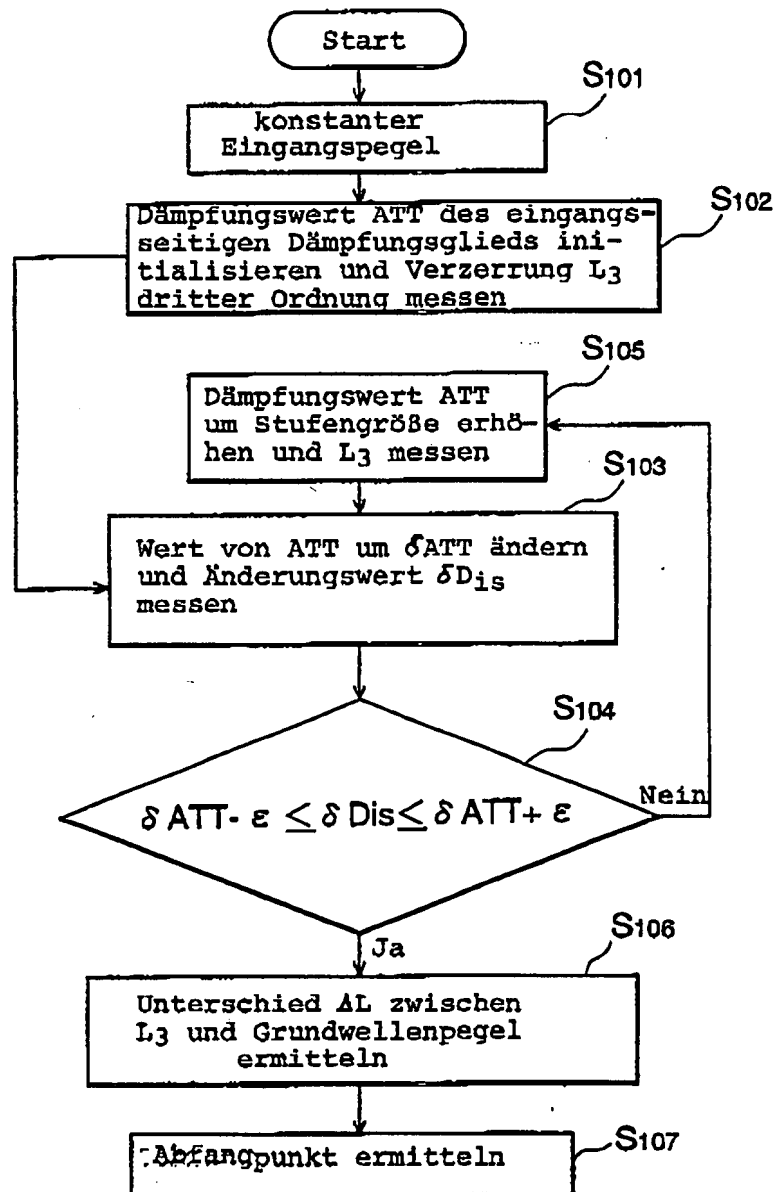 Start
S101
konstanter
Eingangspegel
S102
Dämpfungswert ATT des eingangs-
seitigen Dämpfungsglieds ini-
tialisieren und Verzerrung L3
dritter Ordnung messen
S105
Dämpfungswert ATT
um Stufengröße erhö-
hen und L3 messen
S103
Wert von ATT um δATT ändern
und Änderungswert δDis
messen
S104
δ ATT- ε ≤ δ Dis ≤ δ ATT+ ε
Nein
Ja
S106
Unterschied ΔL zwischen
L3 und Grundwellenpegel
ermitteln
S107
Abfangpunkt ermitteln